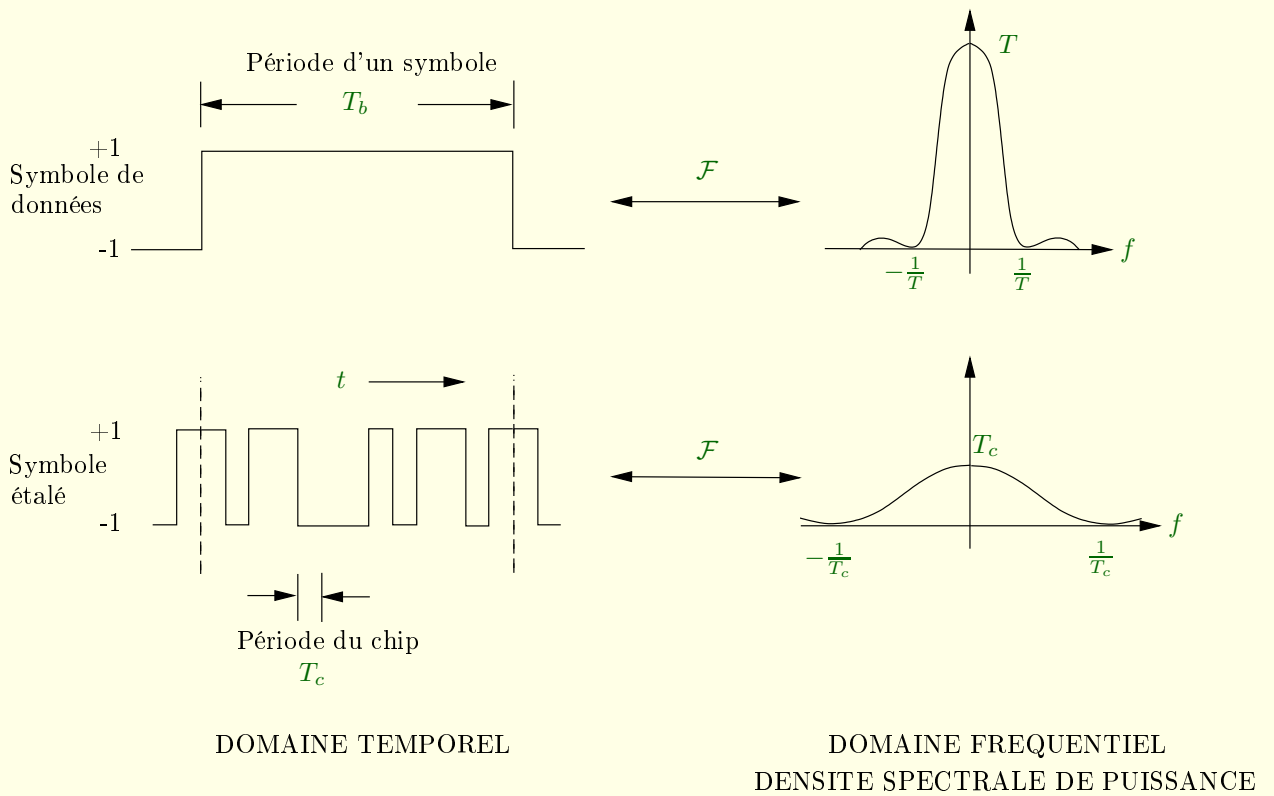 Période d'un symbole
T_b
T
+1
Symbole de
données
-1
𝓕
f
-1/T
1/T
t
+1
Symbole
étalé
-1
𝓕
T_c
f
-1/T_c
1/T_c
Période du chip
T_c
DOMAINE TEMPOREL
DOMAINE FREQUENTIEL
DENSITE SPECTRALE DE PUISSANCE